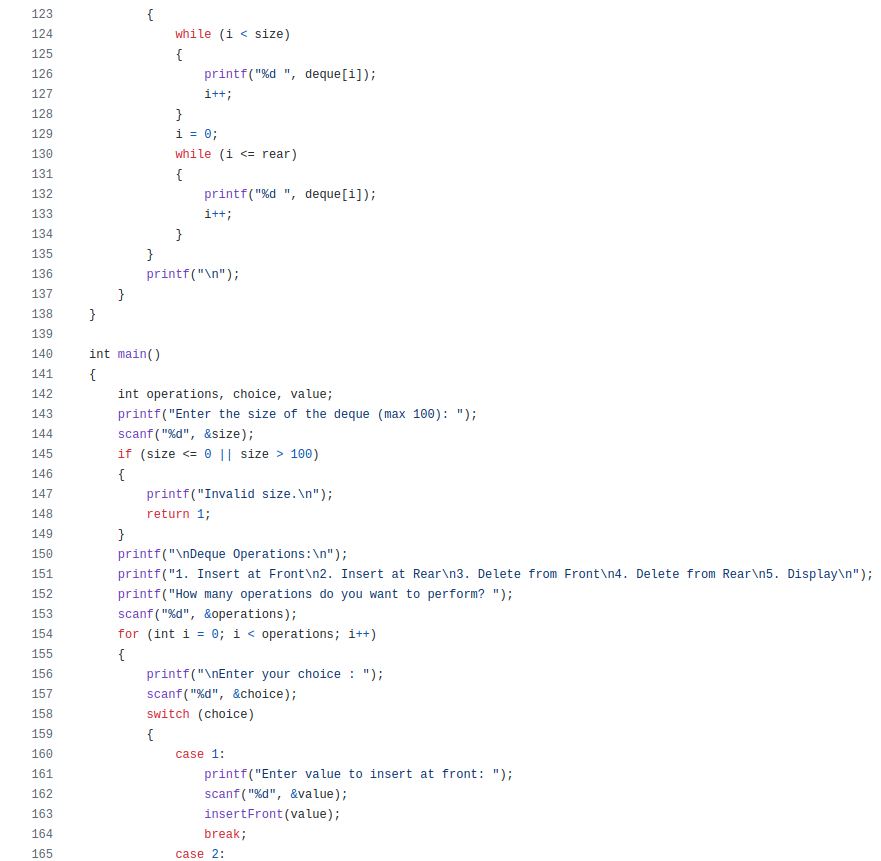 123             {
124                 while (i < size)
125                 {
126                     printf("%d ", deque[i]);
127                     i++;
128                 }
129                 i = 0;
130                 while (i <= rear)
131                 {
132                     printf("%d ", deque[i]);
133                     i++;
134                 }
135             }
136             printf("\n");
137         }
138     }
139
140     int main()
141     {
142         int operations, choice, value;
143         printf("Enter the size of the deque (max 100): ");
144         scanf("%d", &size);
145         if (size <= 0 || size > 100)
146         {
147             printf("Invalid size.\n");
148             return 1;
149         }
150         printf("\nDeque Operations:\n");
151         printf("1. Insert at Front\n2. Insert at Rear\n3. Delete from Front\n4. Delete from Rear\n5. Display\n");
152         printf("How many operations do you want to perform? ");
153         scanf("%d", &operations);
154         for (int i = 0; i < operations; i++)
155         {
156             printf("\nEnter your choice : ");
157             scanf("%d", &choice);
158             switch (choice)
159             {
160                 case 1:
161                     printf("Enter value to insert at front: ");
162                     scanf("%d", &value);
163                     insertFront(value);
164                     break;
165                 case 2: